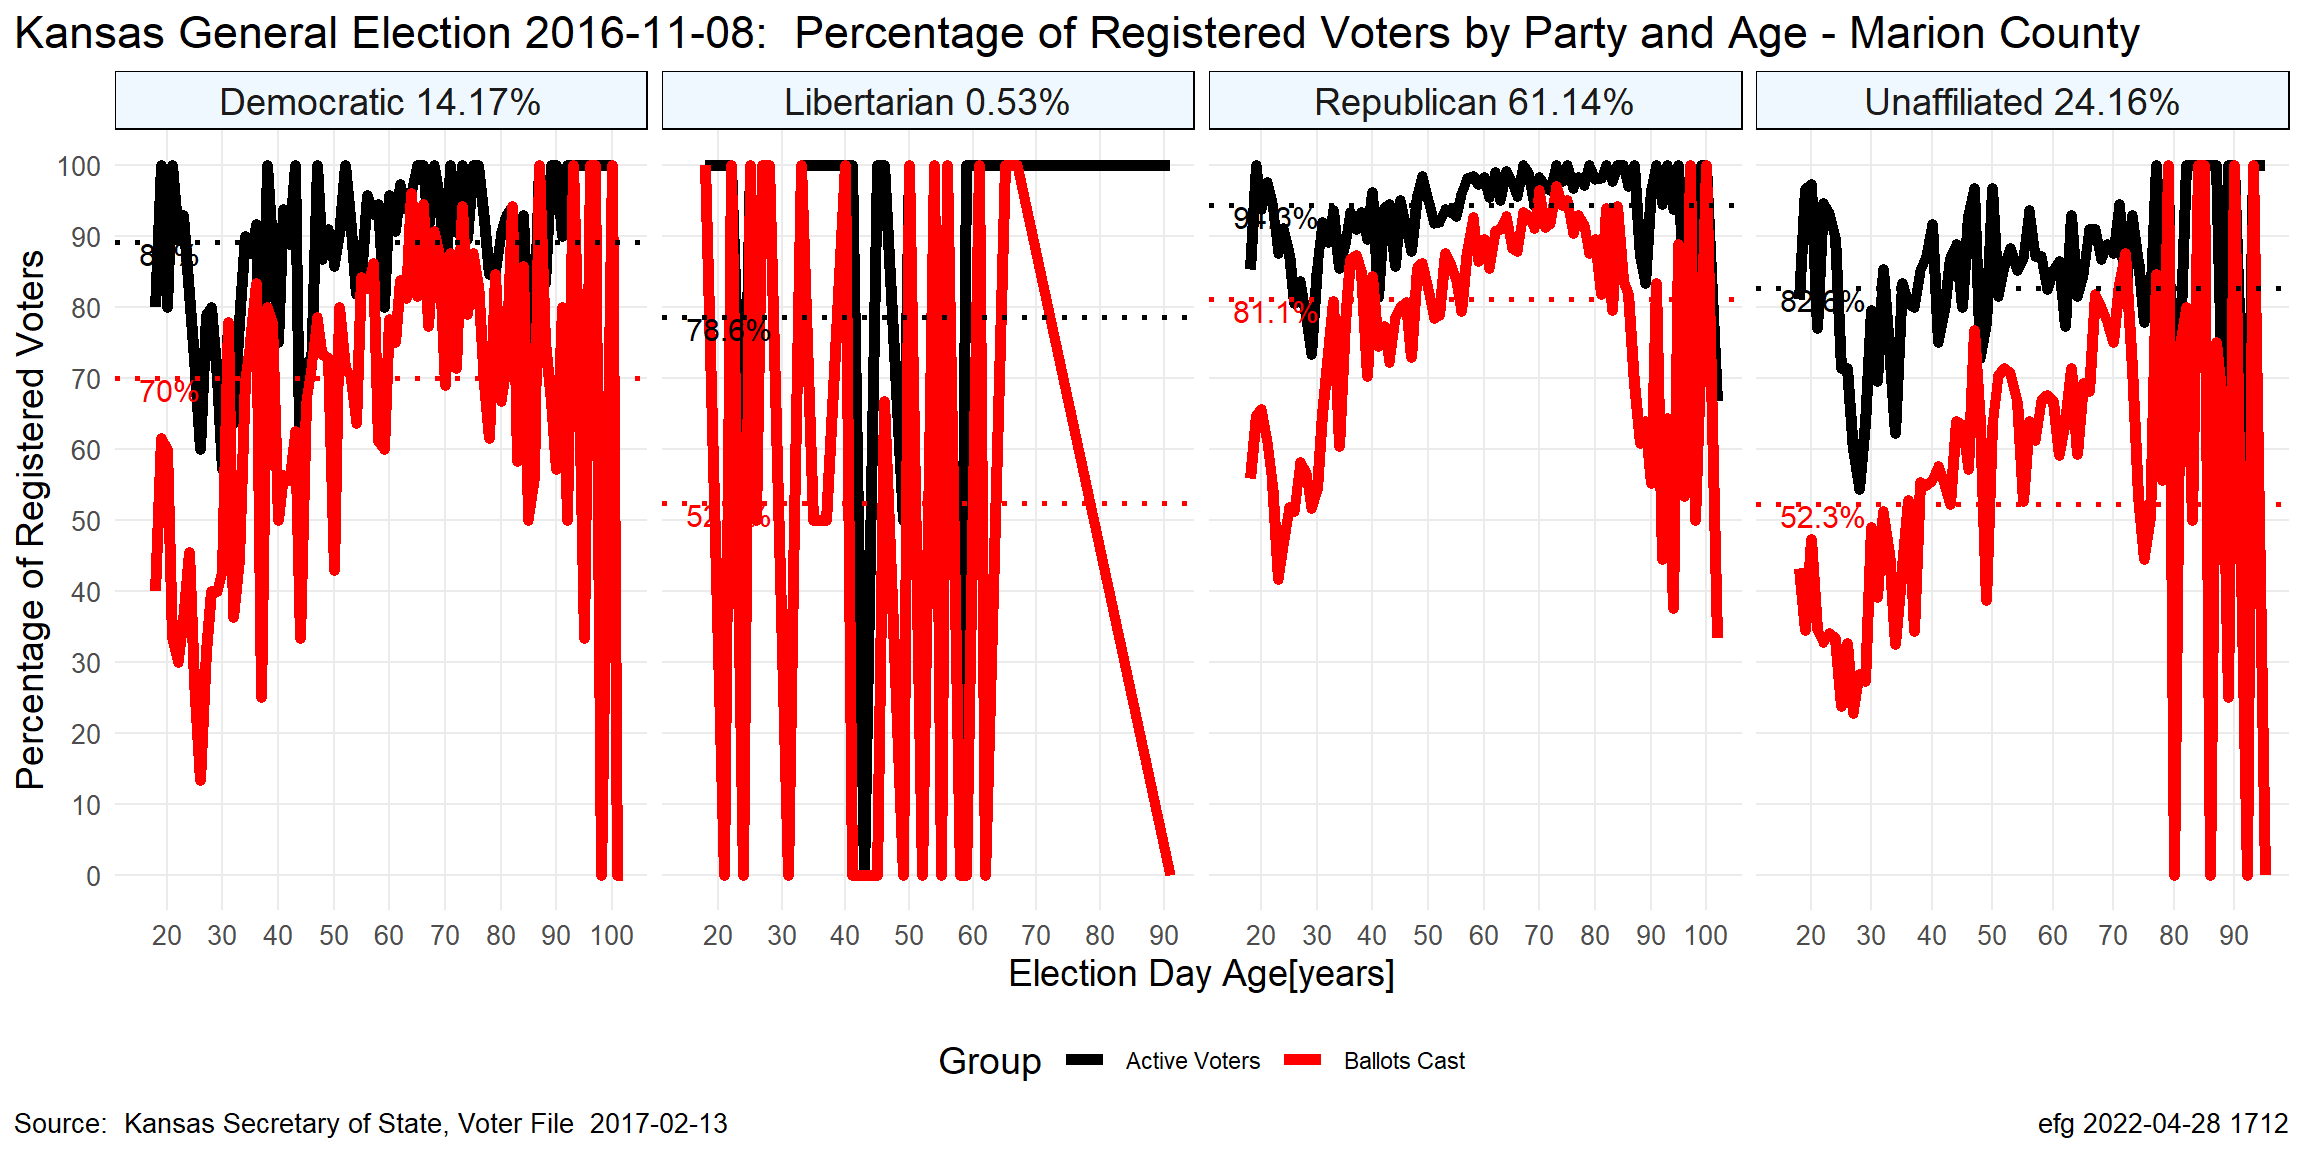 Kansas General Election 2016-11-08:  Percentage of Registered Voters by Party and Age - Marion County
Democratic 14.17%
Libertarian 0.53%
Republican 61.14%
Unaffiliated 24.16%
Percentage of Registered Voters
100
90
80
70
60
50
40
30
20
10
0
70%
78.6%
94.3%
81.1%
82.6%
52.3%
20 30 40 50 60 70 80 90 100
20 30 40 50 60 70 80 90
20 30 40 50 60 70 80 90 100
20 30 40 50 60 70 80 90
Election Day Age[years]
Group Active Voters Ballots Cast
Source:  Kansas Secretary of State, Voter File  2017-02-13
efg 2022-04-28 1712